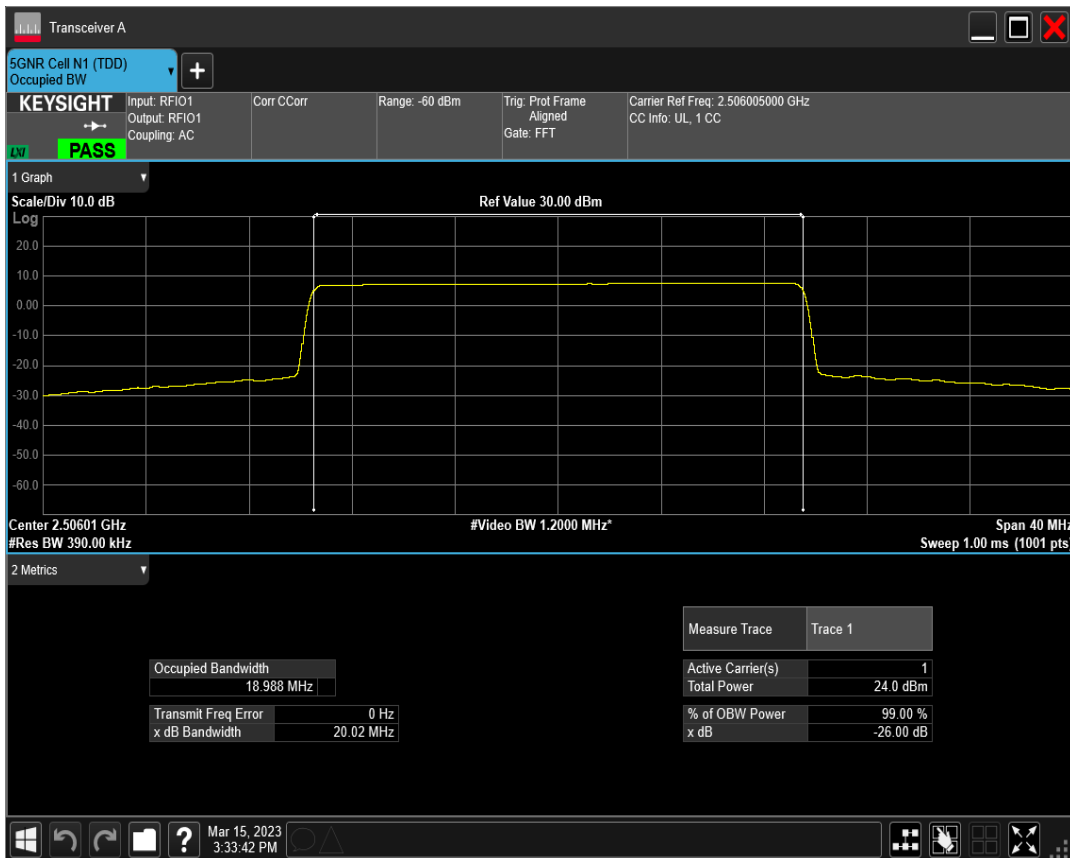 Transceiver A
5GNR Cell N1 (TDD)
Occupied BW
+
KEYSIGHT
LXI
PASS
Input: RFIO1
Output: RFIO1
Coupling: AC
Corr CCorr
Range: -60 dBm
Trig: Prot Frame
Aligned
Gate: FFT
Carrier Ref Freq: 2.506005000 GHz
CC Info: UL, 1 CC
1 Graph
Scale/Div 10.0 dB
Ref Value 30.00 dBm
Log
20.0
10.0
0.00
-10.0
-20.0
-30.0
-40.0
-50.0
-60.0
Center 2.50601 GHz
#Video BW 1.2000 MHz*
Span 40 MHz
#Res BW 390.00 kHz
Sweep 1.00 ms (1001 pts)
2 Metrics
Measure Trace Trace 1
Occupied Bandwidth
18.988 MHz
Active Carrier(s) 1
Total Power 24.0 dBm
Transmit Freq Error 0 Hz
x dB Bandwidth 20.02 MHz
% of OBW Power 99.00 %
x dB -26.00 dB
?
Mar 15, 2023
3:33:42 PM